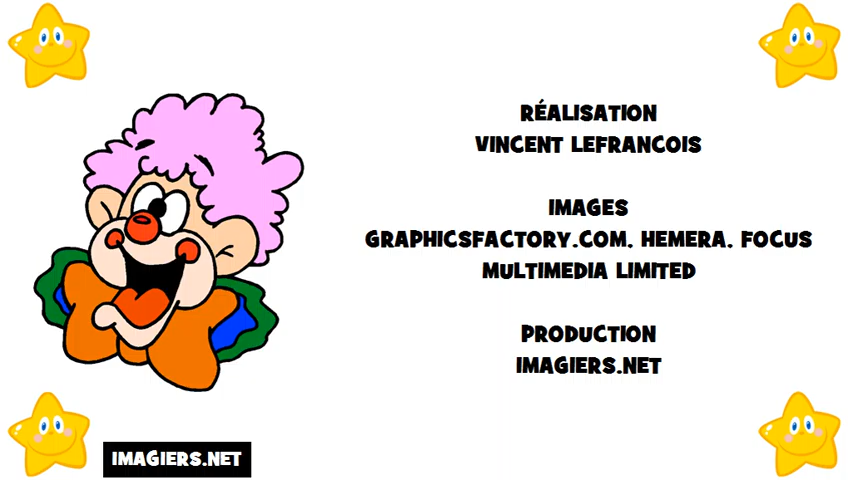 RÉALISATION
VINCENT LEFRANCOIS
IMAGES
GRAPHICSFACTORY.COM, HEMERA, FOCUS
MULTIMEDIA LIMITED
PRODUCTION
IMAGIERS.NET
IMAGIERS.NET